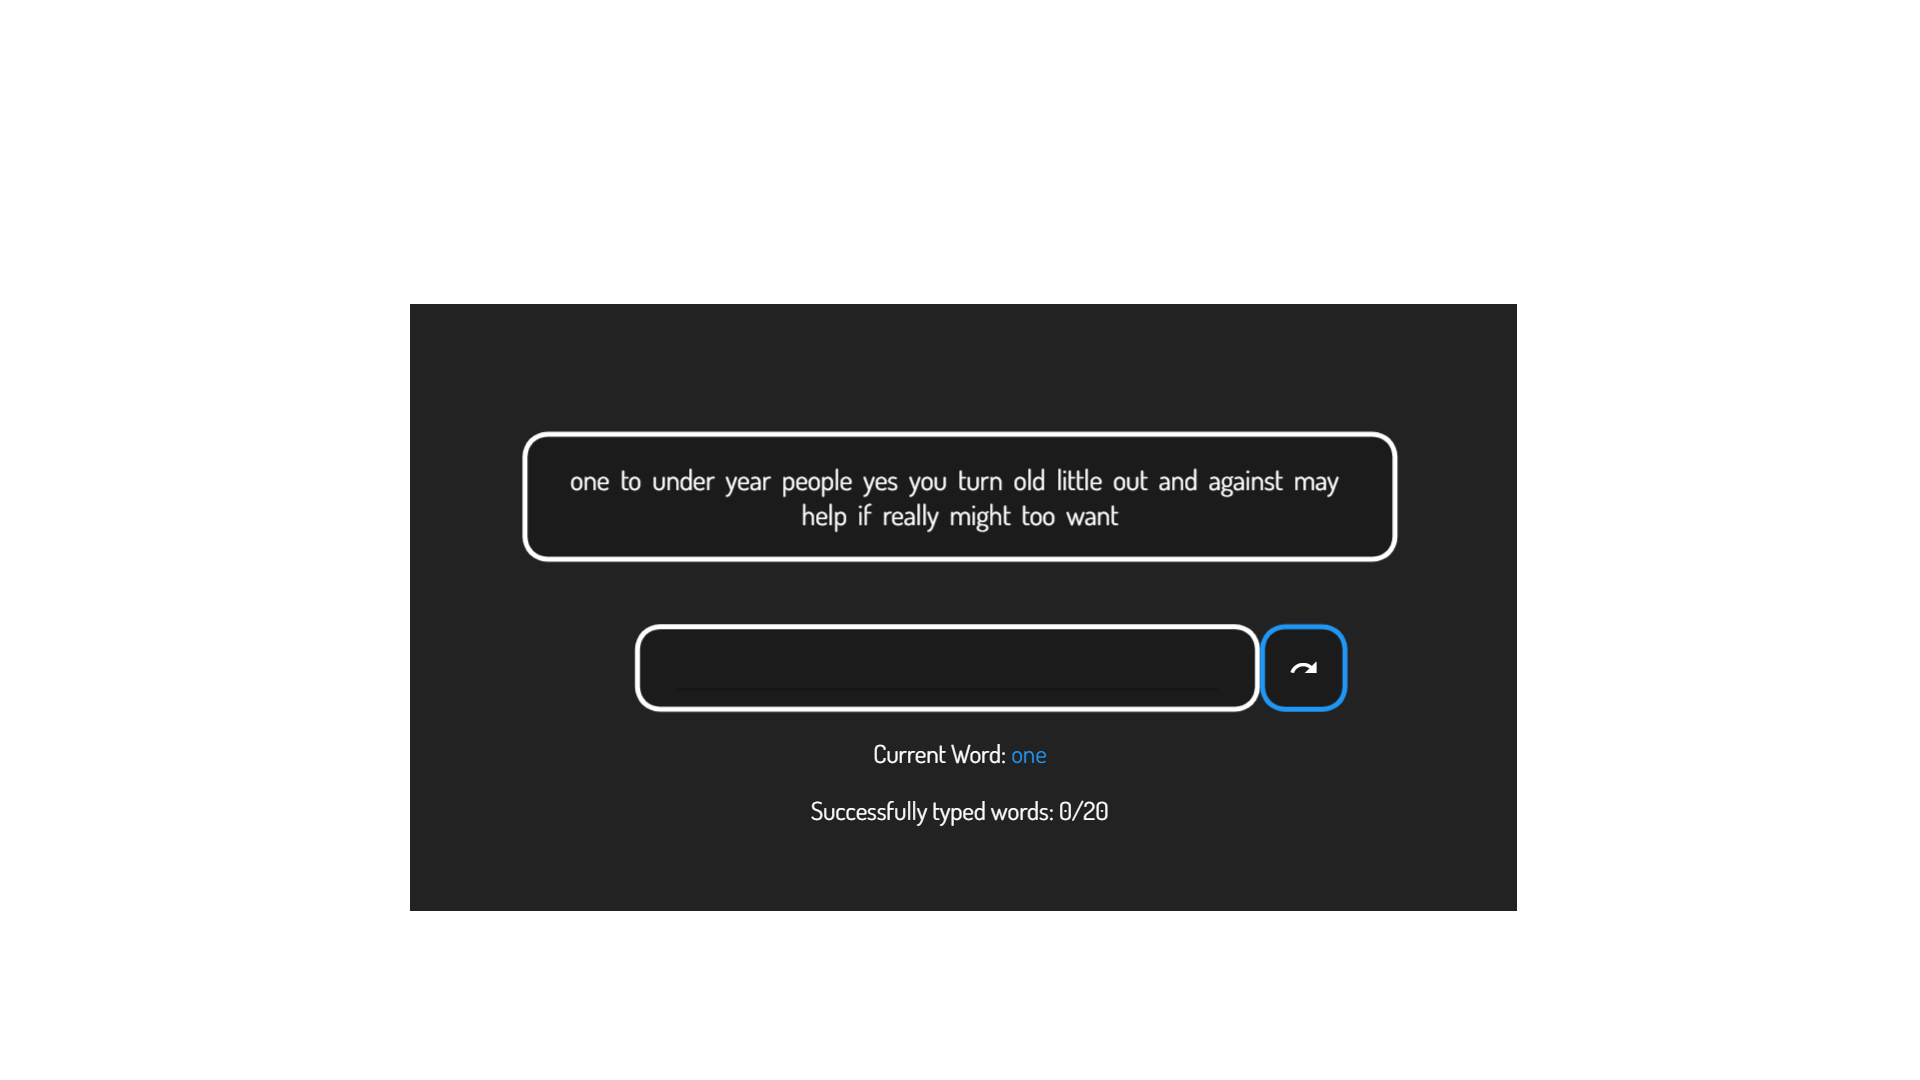 one to under year people yes you turn old little out and against may
help if really might too want
Current Word: one
Successfully typed words: 0/20